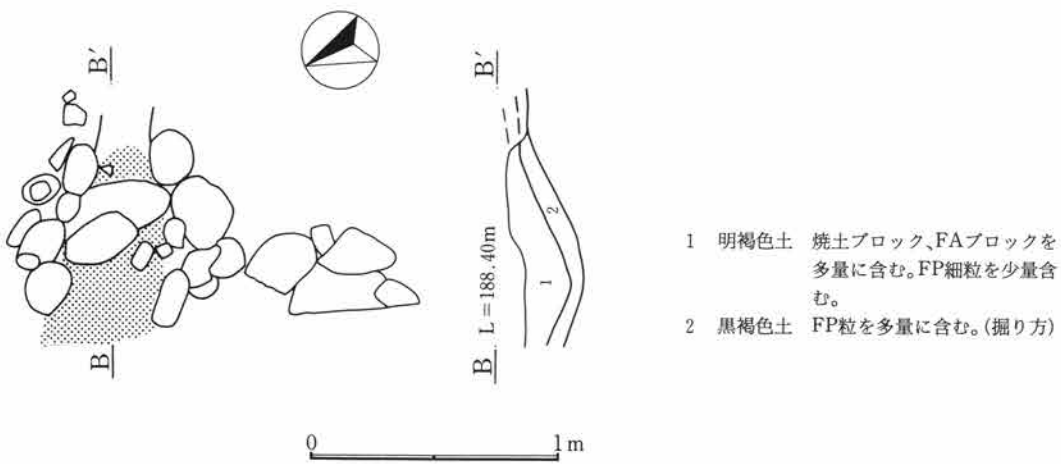 B′
B′
B
B L＝188.40m
1
2
1 明褐色土 焼土ブロック、FAブロックを
多量に含む。FP細粒を少量含
む。
2 黒褐色土 FP粒を多量に含む。(掘り方)
0 1m